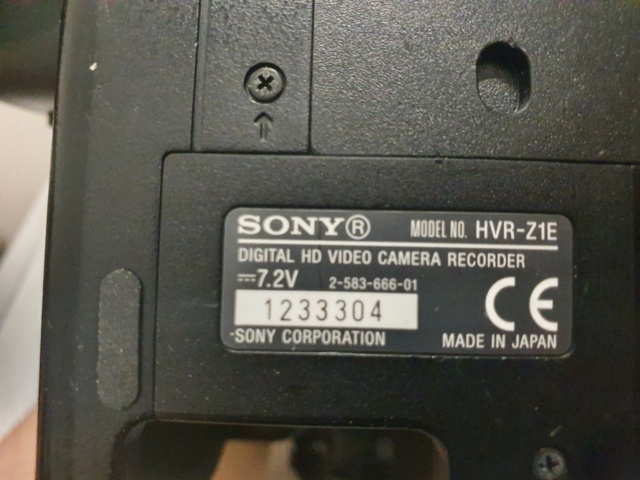 SONY® MODEL NO. HVR-Z1E
DIGITAL HD VIDEO CAMERA RECORDER
⎓7.2V 2-583-666-01
1233304
CE
SONY CORPORATION MADE IN JAPAN